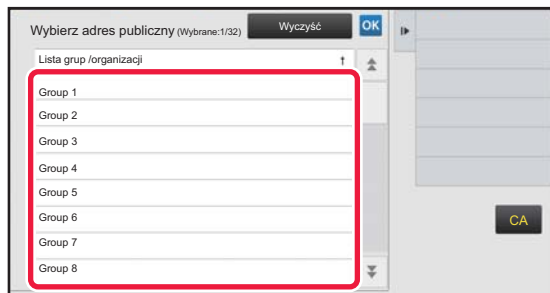 Wybierz adres publiczny (Wybrane:1/32) Wyczyść OK
Lista grup /organizacji ↑
Group 1
Group 2
Group 3
Group 4
Group 5
Group 6
Group 7
Group 8
CA